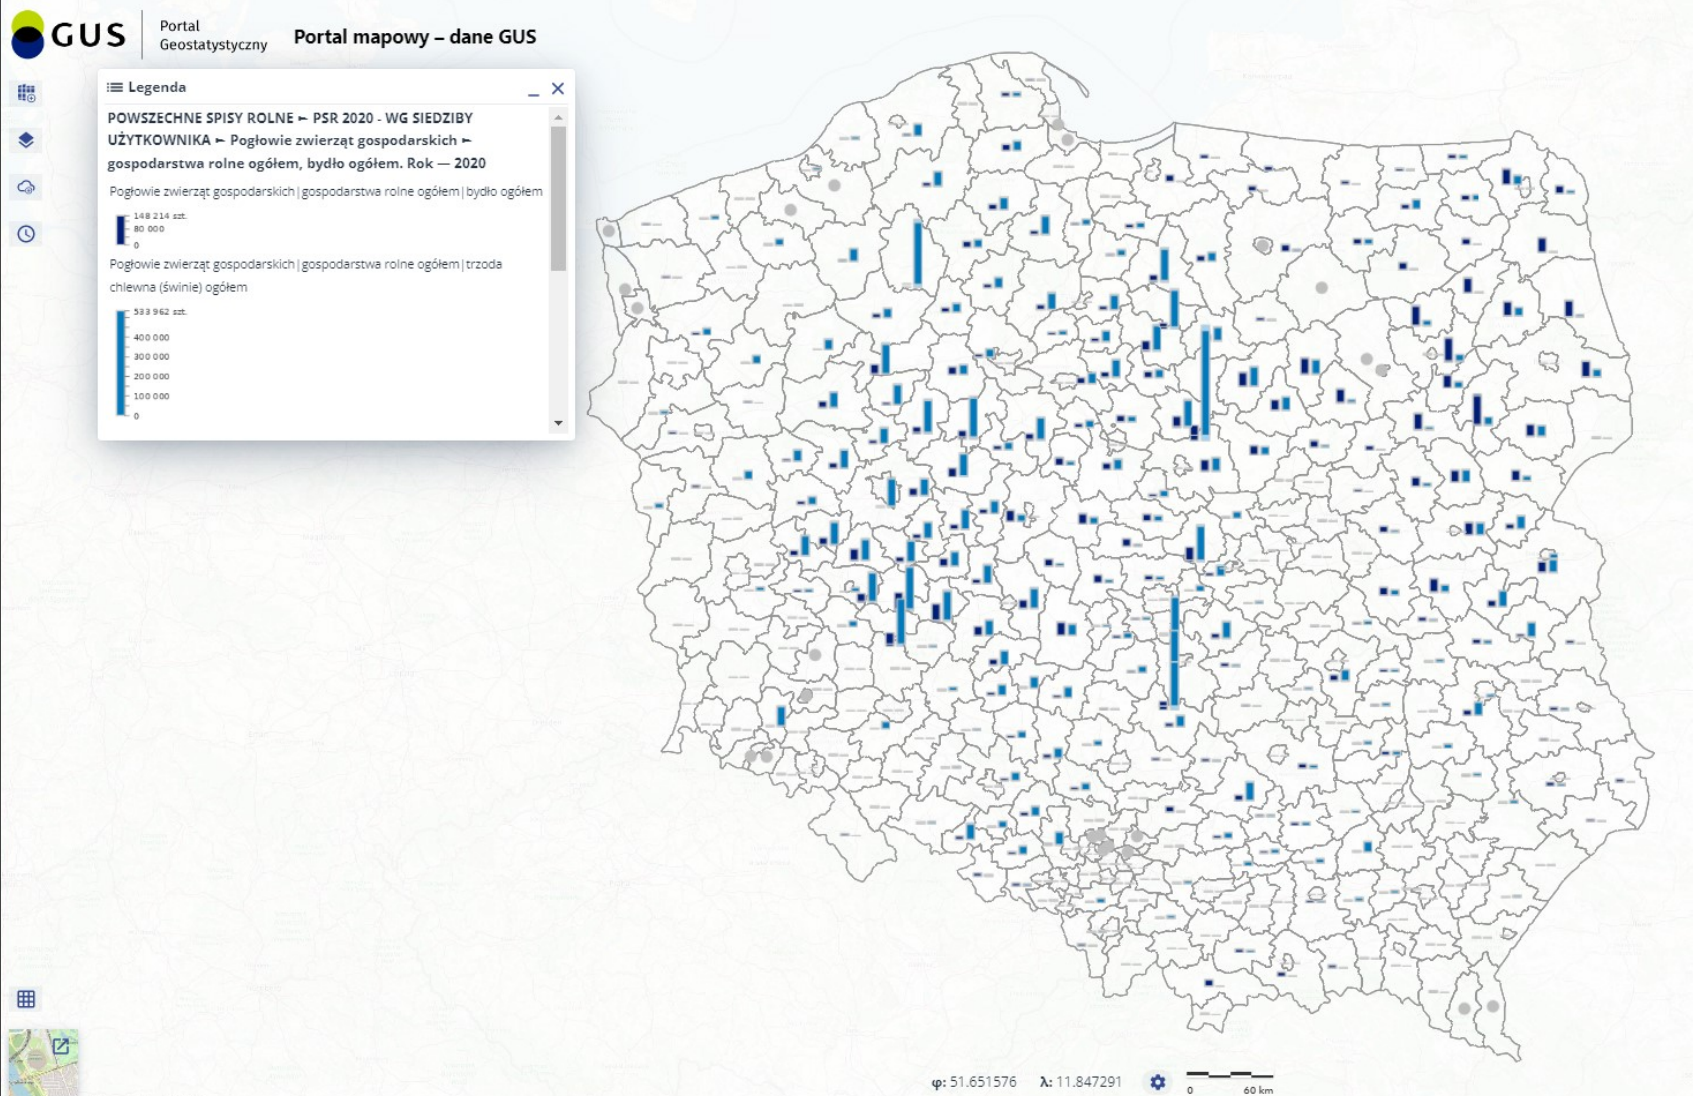 GUS
Portal
Geostatystyczny
Portal mapowy – dane GUS
Legenda
POWSZECHNE SPISY ROLNE ► PSR 2020 - WG SIEDZIBY
UŻYTKOWNIKA ► Pogłowie zwierząt gospodarskich ►
gospodarstwa rolne ogółem, bydło ogółem. Rok — 2020
Pogłowie zwierząt gospodarskich|gospodarstwa rolne ogółem|bydło ogółem
148 214 szt.
80 000
0
Pogłowie zwierząt gospodarskich|gospodarstwa rolne ogółem|trzoda
chlewna (świnie) ogółem
533 962 szt.
400 000
300 000
200 000
100 000
0
φ: 51.651576 λ: 11.847291
0 60 km